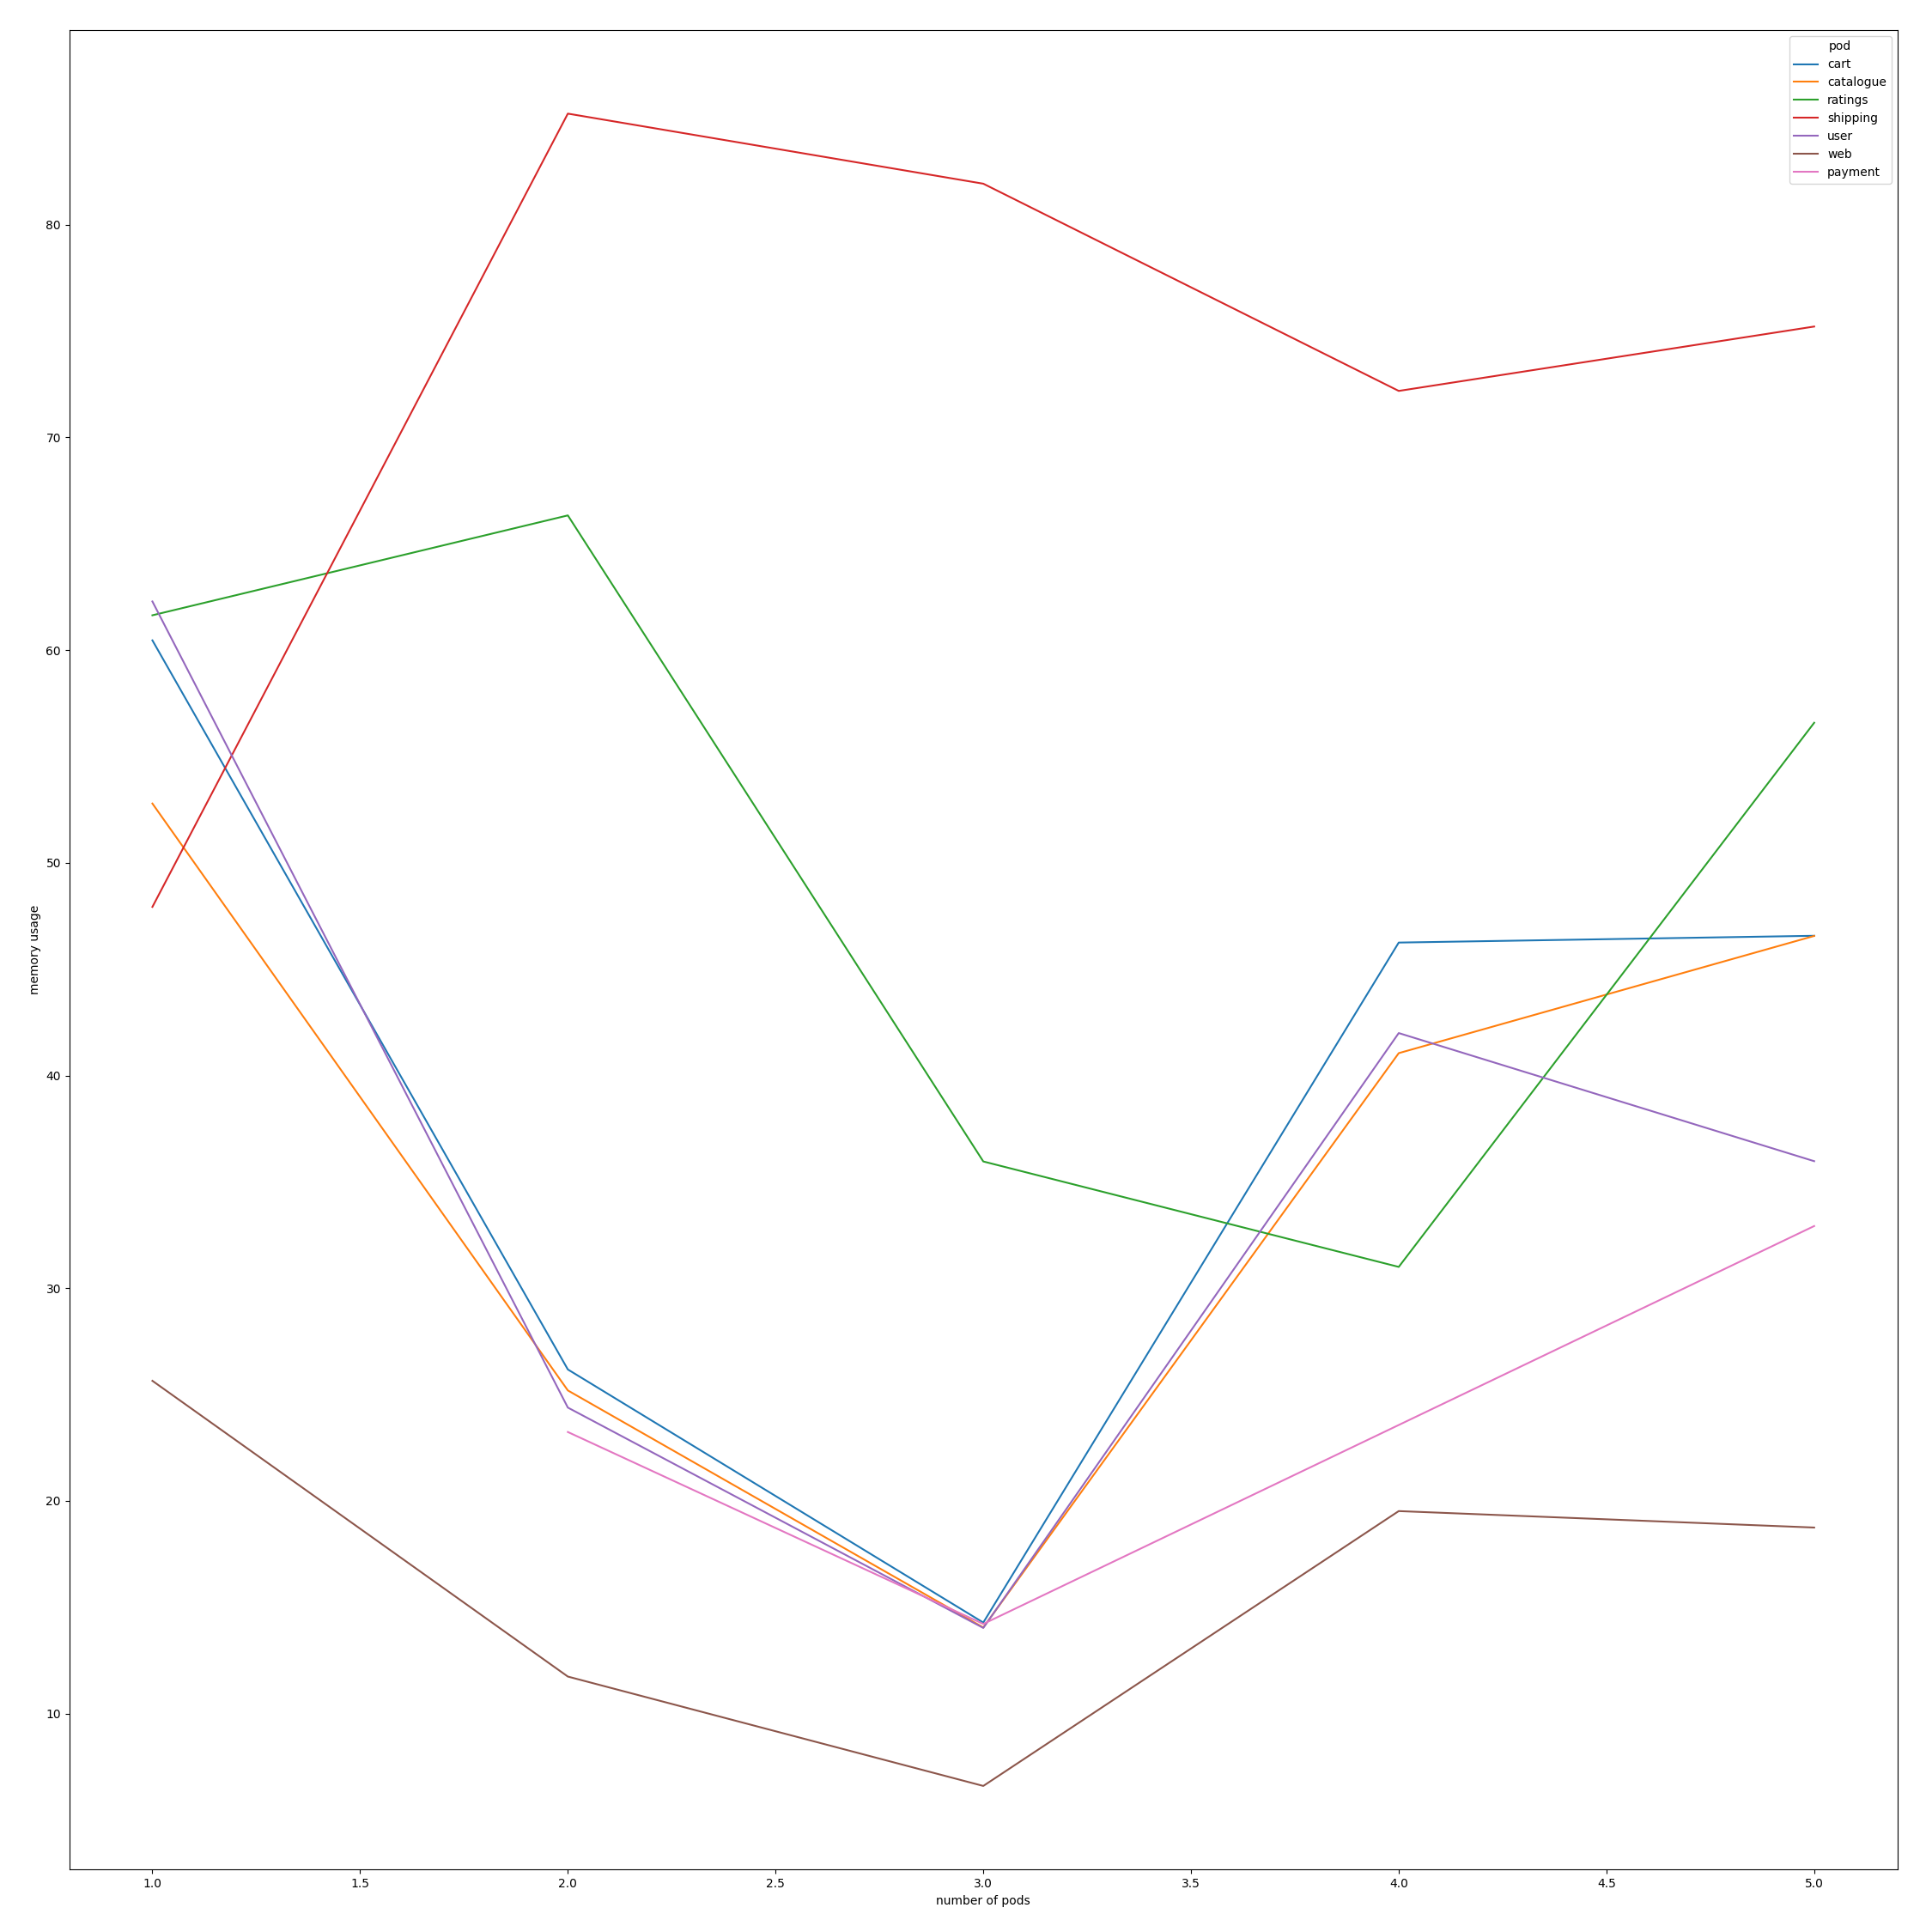 pod
cart
catalogue
ratings
shipping
user
web
payment
80
70
60
50
40
30
20
10
memory usage
1.0 1.5 2.0 2.5 3.0 3.5 4.0 4.5 5.0
number of pods